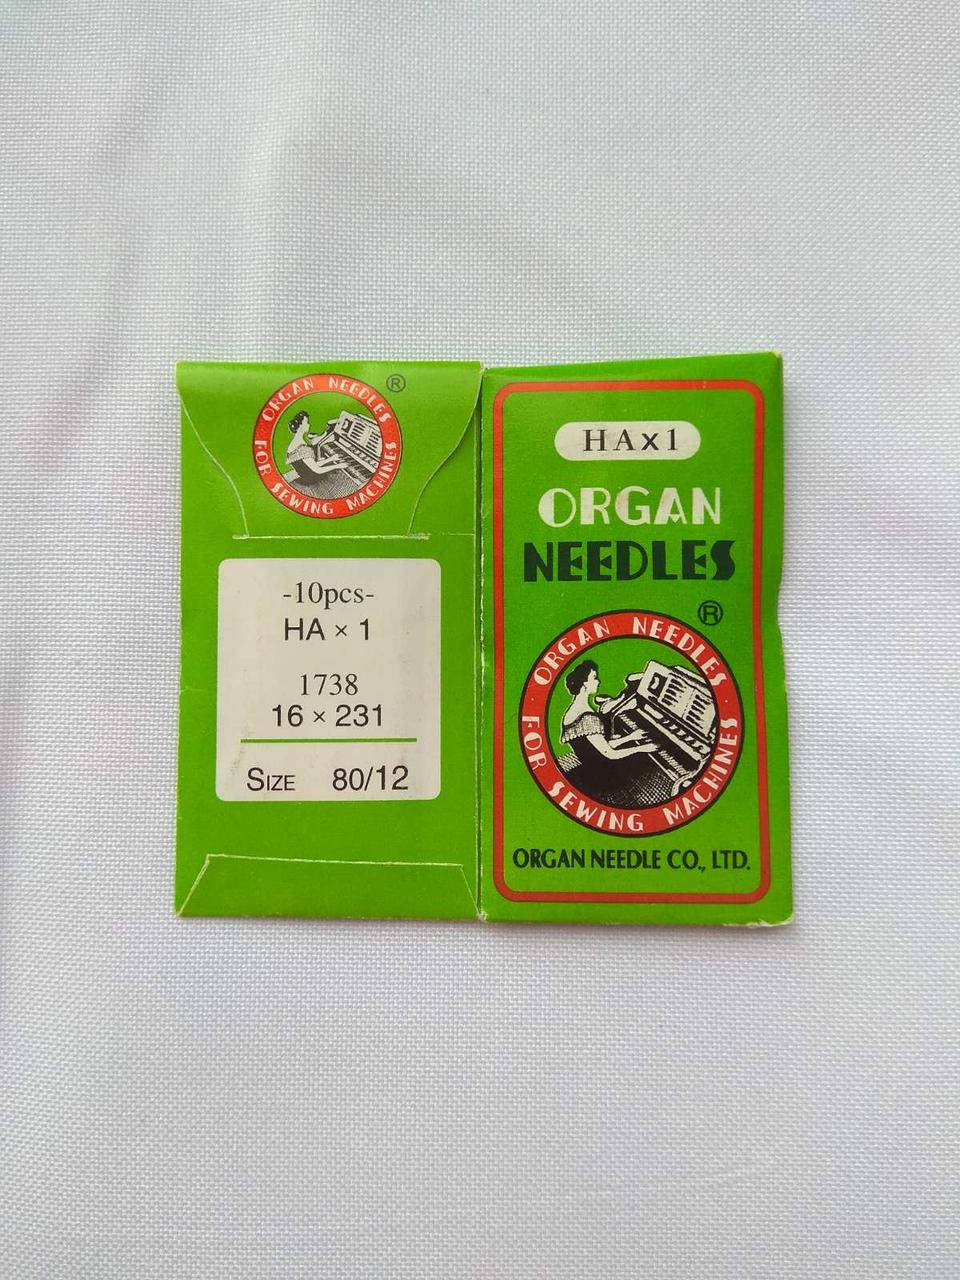 ORGAN NEEDLES
FOR SEWING MACHINES
®
-10pcs-
HA × 1
1738
16 × 231
SIZE 80/12
HAx1
ORGAN
NEEDLES
®
ORGAN NEEDLES
FOR SEWING MACHINES
ORGAN NEEDLE CO., LTD.